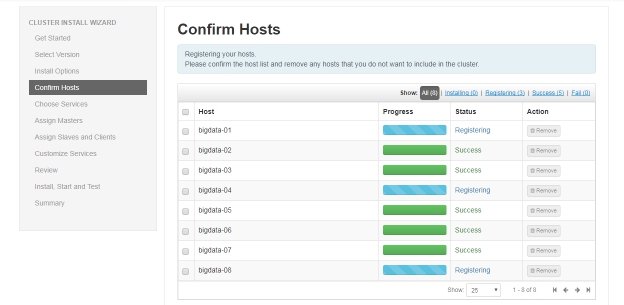 CLUSTER INSTALL WIZARD
Get Started
Select Version
Install Options
Confirm Hosts
Choose Services
Assign Masters
Assign Slaves and Clients
Customize Services
Review
Install, Start and Test
Summary
Confirm Hosts
Registering your hosts.
Please confirm the host list and remove any hosts that you do not want to include in the cluster.
Show: All (8) | Installing (0) | Registering (3) | Success (5) | Fail (0)
Host Progress Status Action
bigdata-01 Registering Remove
bigdata-02 Success Remove
bigdata-03 Success Remove
bigdata-04 Registering Remove
bigdata-05 Success Remove
bigdata-06 Success Remove
bigdata-07 Success Remove
bigdata-08 Registering Remove
Show: 25 1 - 8 of 8